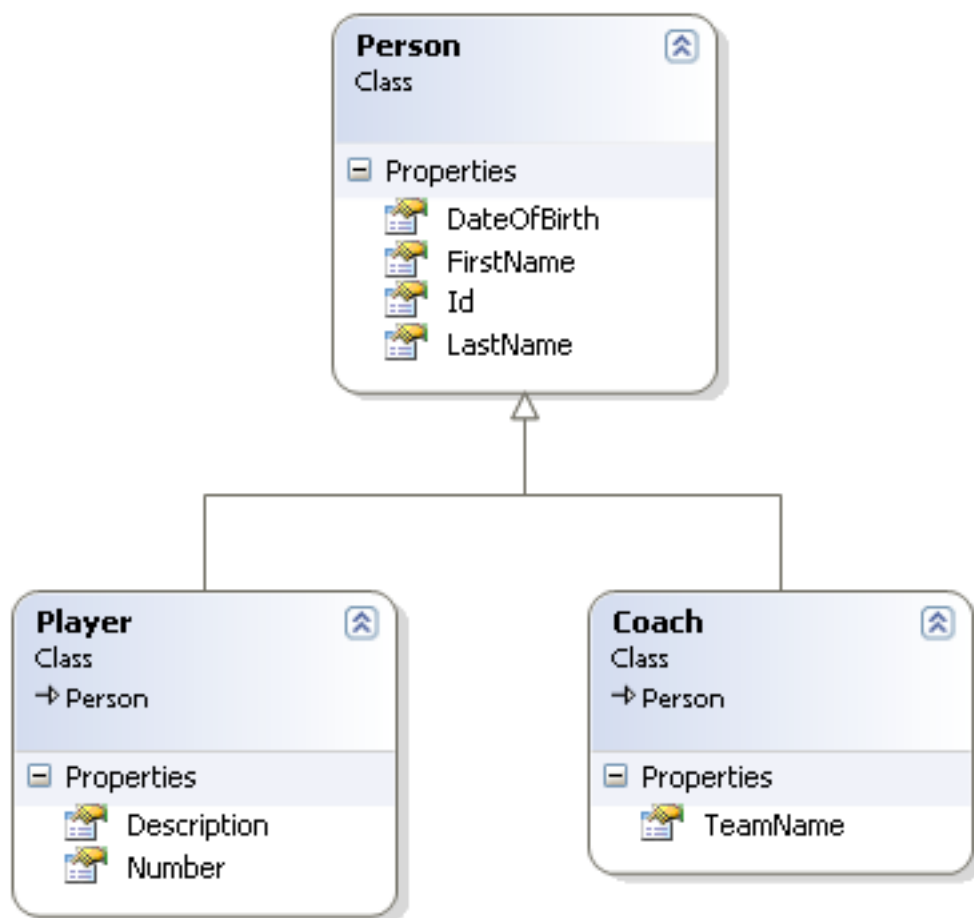 Person
Class
Properties
DateOfBirth
FirstName
Id
LastName
Player
Class
Person
Properties
Description
Number
Coach
Class
Person
Properties
TeamName